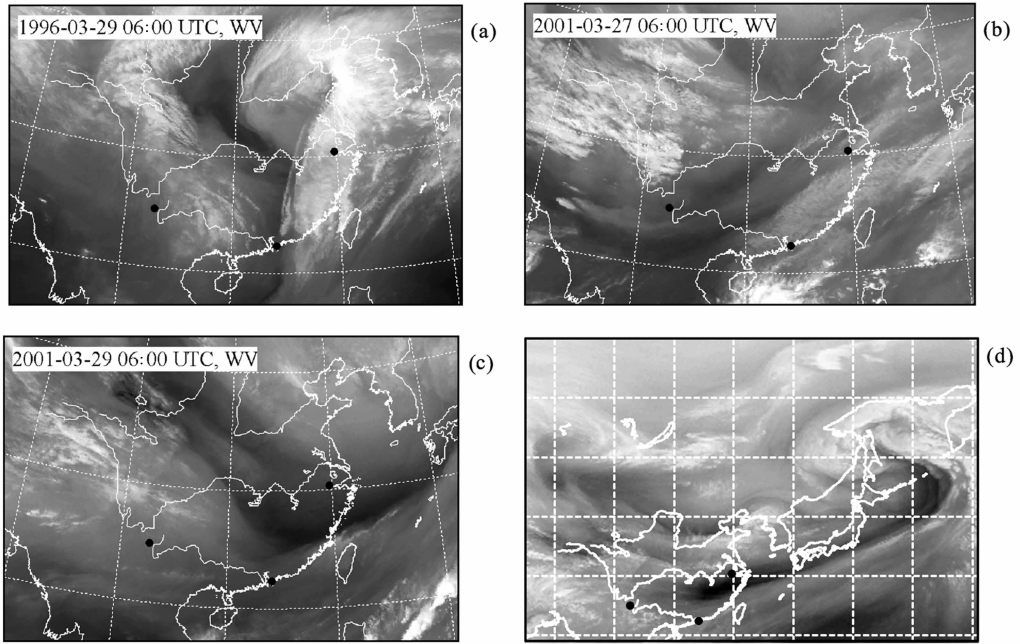 1996-03-29 06:00 UTC, WV
(a)
2001-03-27 06:00 UTC, WV
(b)
2001-03-29 06:00 UTC, WV
(c)
(d)